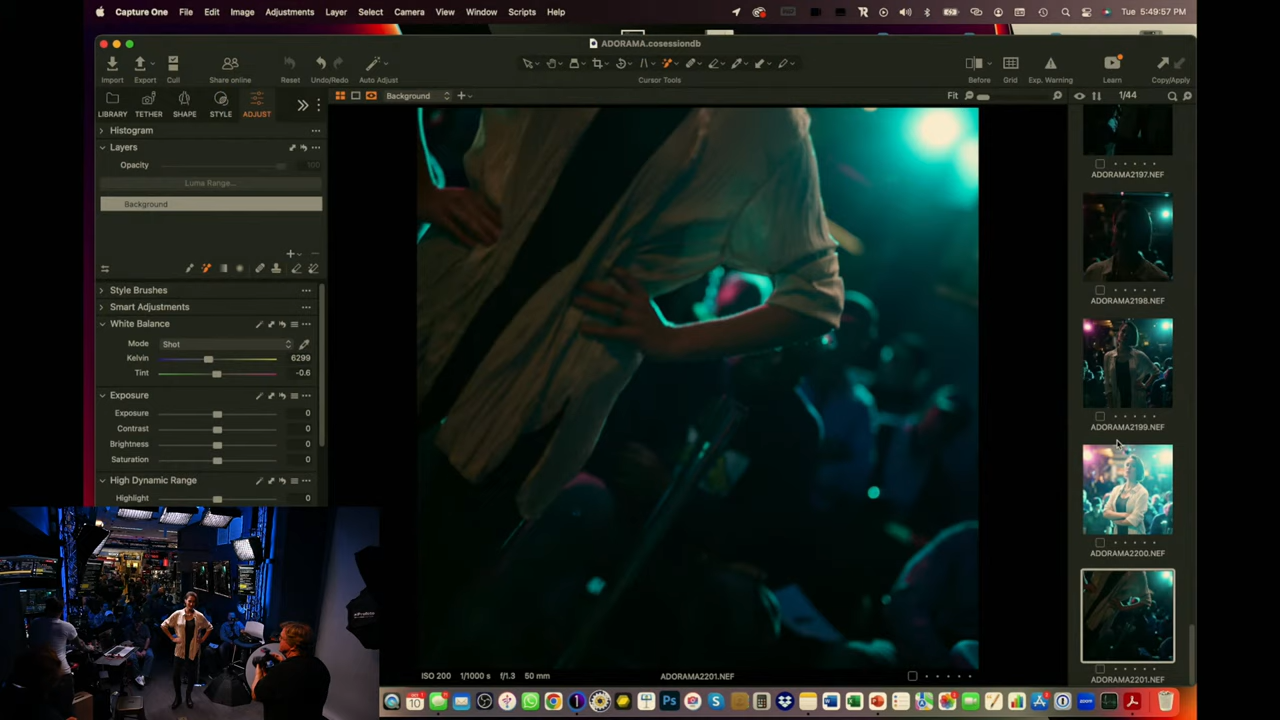 Capture One File Edit Image Adjustments Layer Select Camera View Window Scripts Help
Tue 5:49:57 PM
ADORAMA.cosessiondb
Import Export Cull Share online Reset Undo/Redo Auto Adjust Cursor Tools Before Grid Exp. Warning Learn Copy/Apply
LIBRARY TETHER SHAPE STYLE ADJUST
Background
Fit
1/44
Histogram
Layers
Opacity 100
Luma Range...
Background
Style Brushes
Smart Adjustments
White Balance
Mode Shot
Kelvin 6299
Tint -0.6
Exposure
Exposure 0
Contrast 0
Brightness 0
Saturation 0
High Dynamic Range
Highlight 0
ADORAMA2197.NEF
ADORAMA2198.NEF
ADORAMA2199.NEF
ADORAMA2200.NEF
ADORAMA2201.NEF
ISO 200 1/1000 s f/1.3 50 mm
ADORAMA2201.NEF